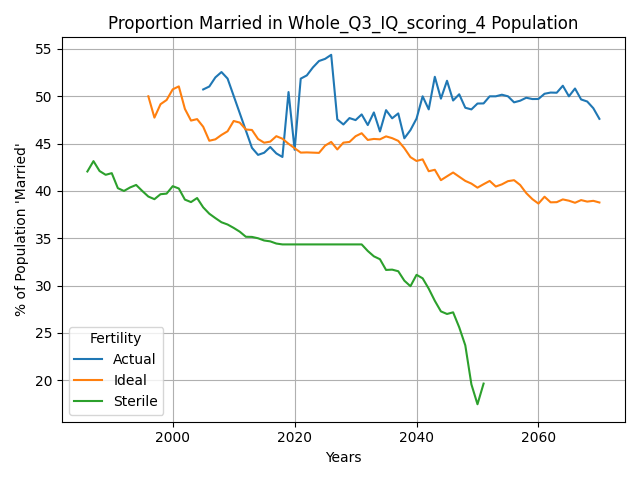 Proportion Married in Whole_Q3_IQ_scoring_4 Population
% of Population 'Married'
55
50
45
40
35
30
25
20
Fertility
Actual
Ideal
Sterile
2000 2020 2040 2060
Years